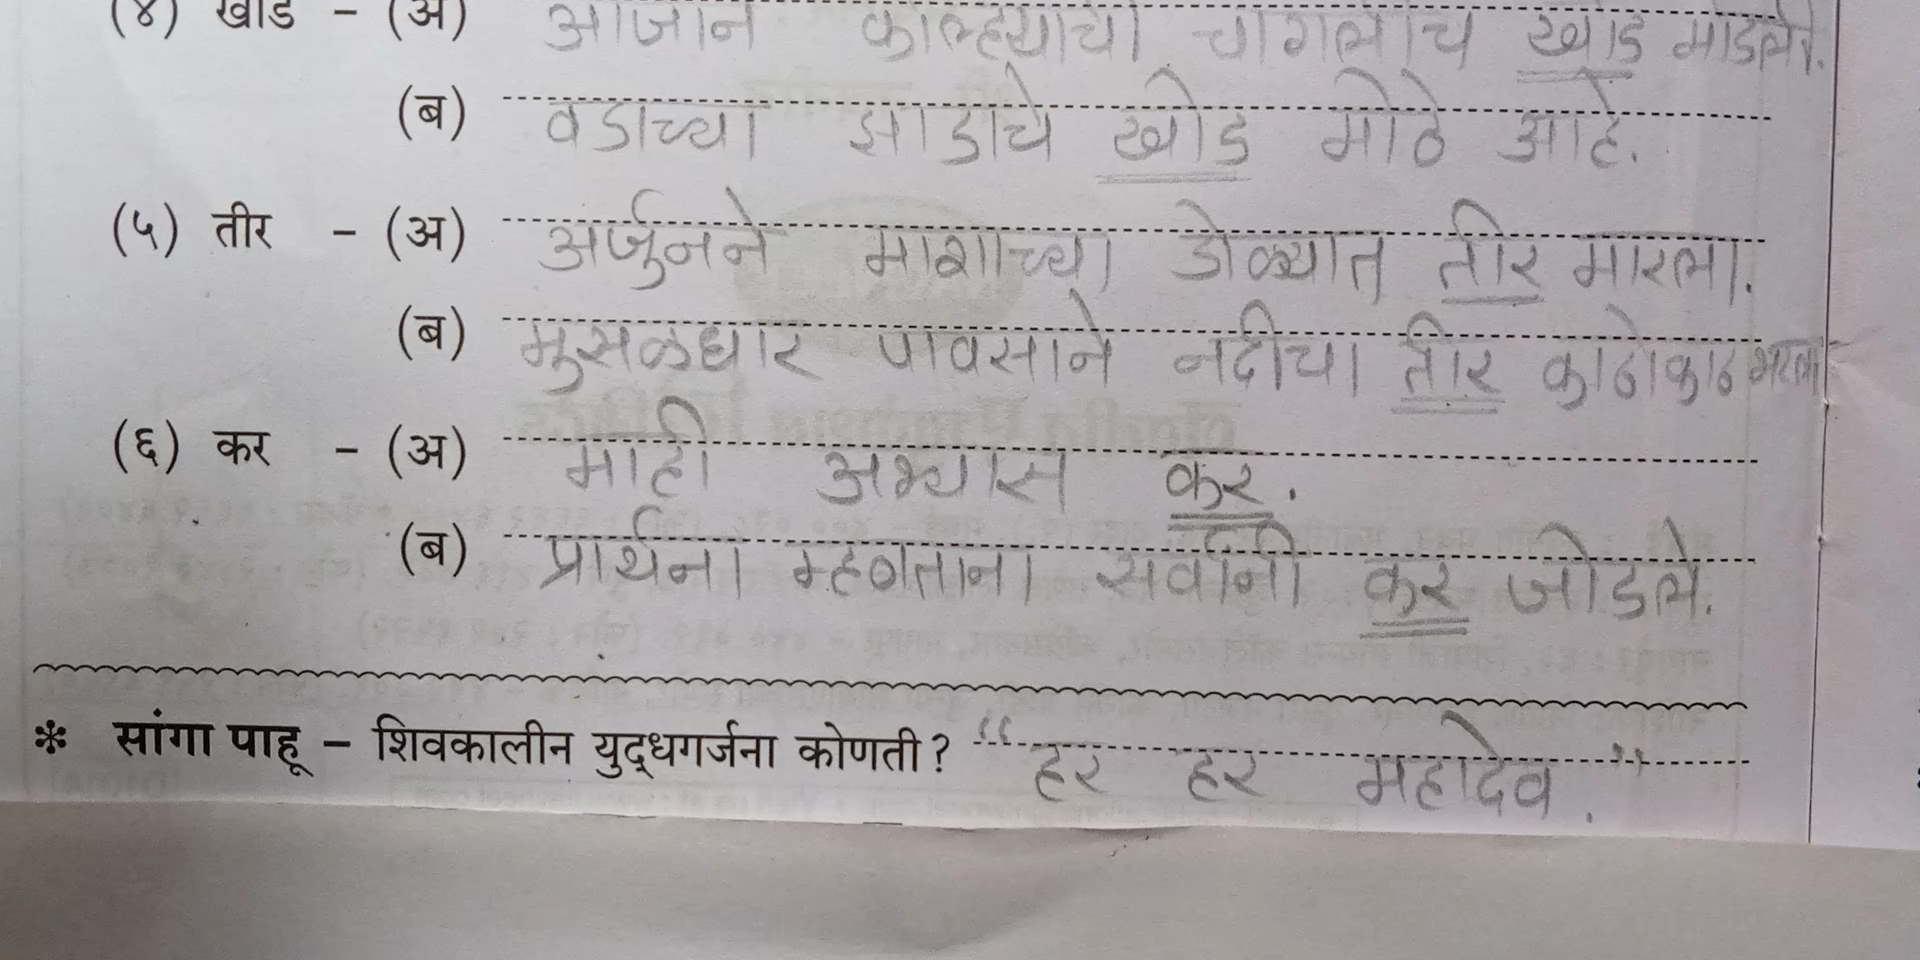 (४) खोड - (अ) आजोने कोल्ह्याची चांगलीच खोड मोडली.
(ब) वडाच्या झाडाचे खोड मोठे आहे.
(५) तीर - (अ) अर्जुनने माशाच्या डोळ्यात तीर मारला.
(ब) मुसळधार पावसाने नदीचा तीर काठोकाठ भरला
(६) कर - (अ) माही अभ्यास कर.
(ब) प्रार्थना म्हणताना सर्वांनी कर जोडले.
* सांगा पाहू – शिवकालीन युद्धगर्जना कोणती? “हर हर महादेव.”